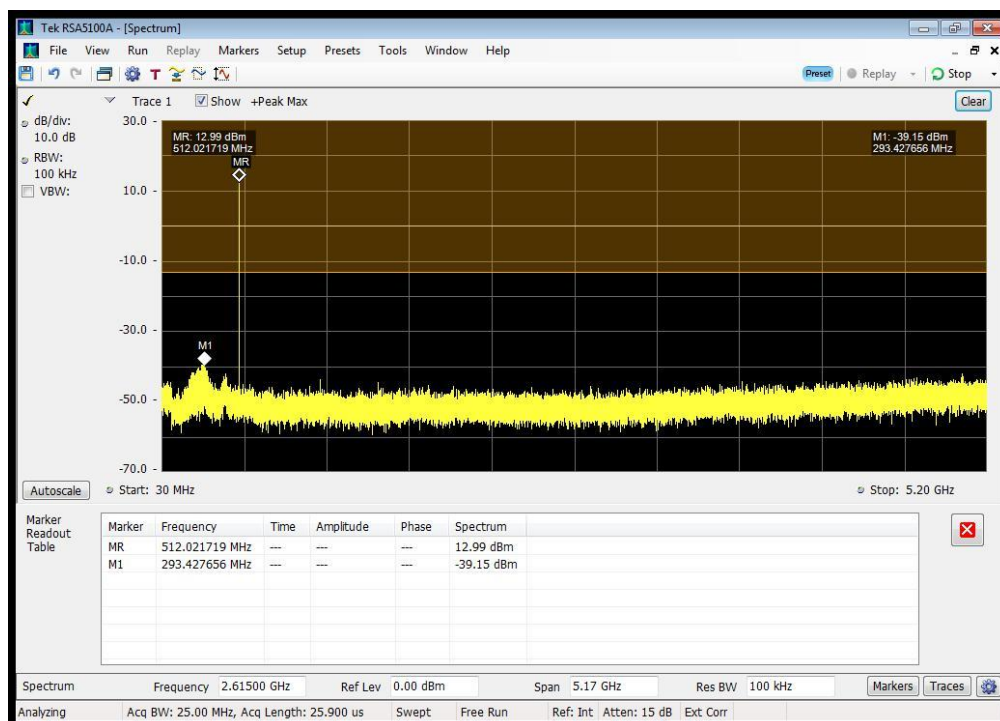 Tek RSA5100A - [Spectrum]
File View Run Replay Markers Setup Presets Tools Window Help
T Preset Replay Stop
Trace 1 Show +Peak Max Clear
dB/div:
10.0 dB
RBW:
100 kHz
VBW:
30.0
10.0
-10.0
-30.0
-50.0
-70.0
MR: 12.99 dBm
512.021719 MHz
MR
M1: -39.15 dBm
293.427656 MHz
M1
Autoscale Start: 30 MHz Stop: 5.20 GHz
Marker
Readout
Table
Marker Frequency Time Amplitude Phase Spectrum
MR 512.021719 MHz --- --- --- 12.99 dBm
M1 293.427656 MHz --- --- --- -39.15 dBm
Spectrum Frequency 2.61500 GHz Ref Lev 0.00 dBm Span 5.17 GHz Res BW 100 kHz Markers Traces
Analyzing Acq BW: 25.00 MHz, Acq Length: 25.900 us Swept Free Run Ref: Int Atten: 15 dB Ext Corr